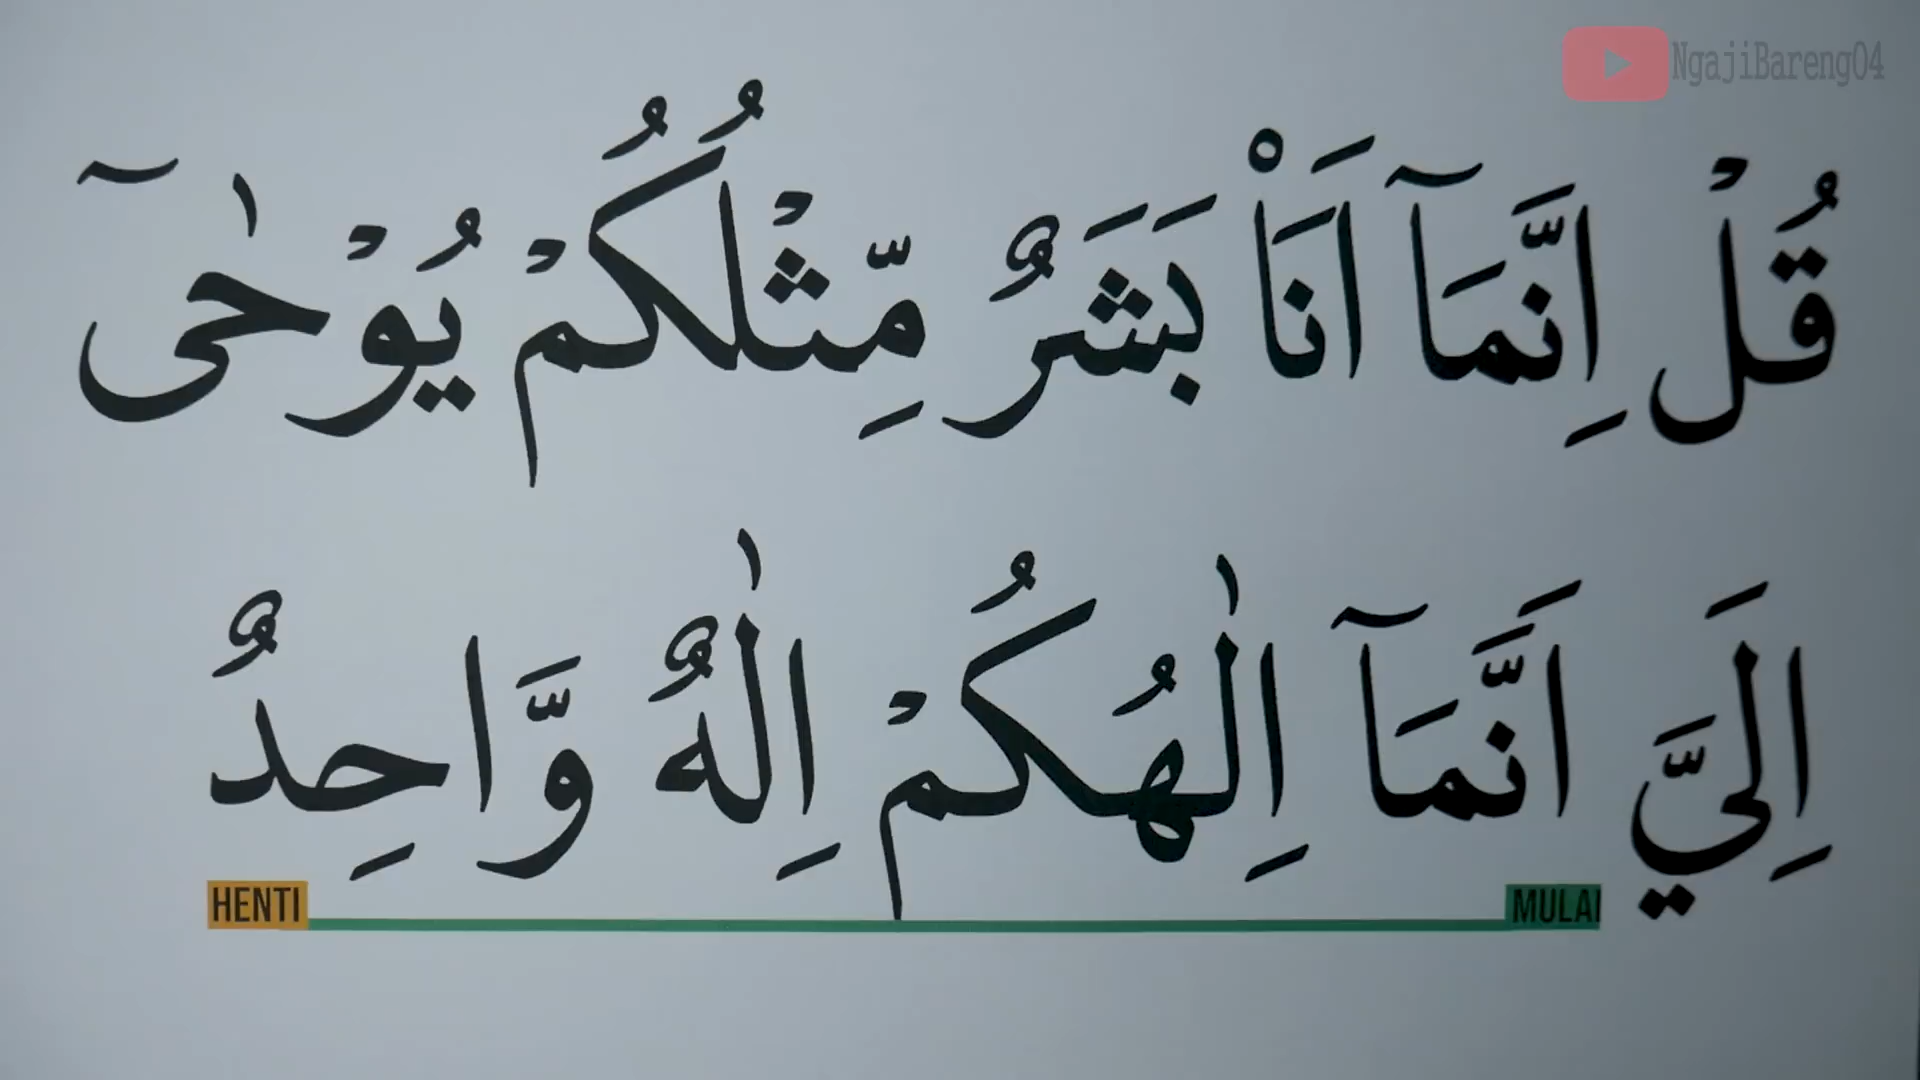 NgajiBareng04
قُلْ اِنَّمَآ اَنَا۠ بَشَرٌ مِّثْلُكُمْ يُوْحٰىٓ
اِلَيَّ اَنَّمَآ اِلٰهُكُمْ اِلٰهٌ وَّاحِدٌ
HENTI MULAI